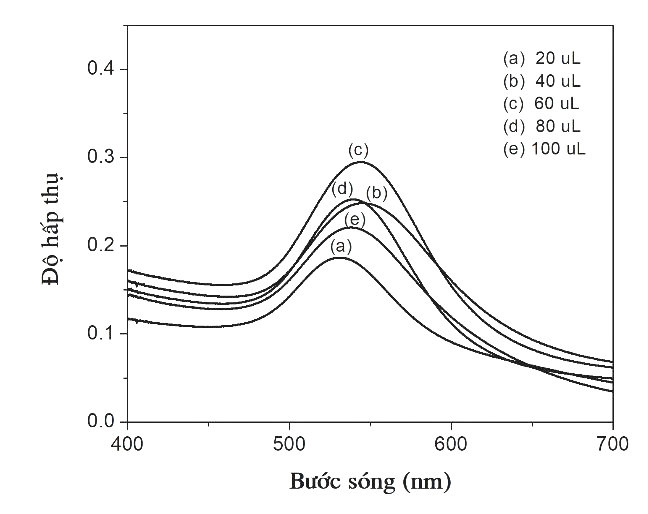 (a) 20 uL
(b) 40 uL
(c) 60 uL
(d) 80 uL
(e) 100 uL
0.4
0.3
0.2
0.1
0.0
Độ hấp thụ
(c)
(d)
(b)
(e)
(a)
400 500 600 700
Bước sóng (nm)